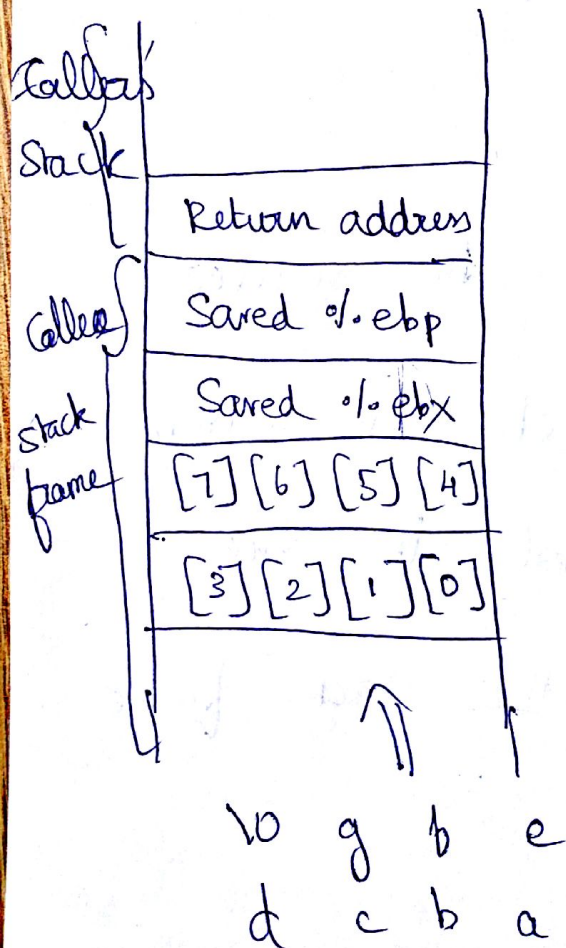 Caller's
Stack
Return address
Callee
Saved %ebp
Saved %ebx
stack
frame
[7] [6] [5] [4]
[3] [2] [1] [0]
\0 g b e
d c b a